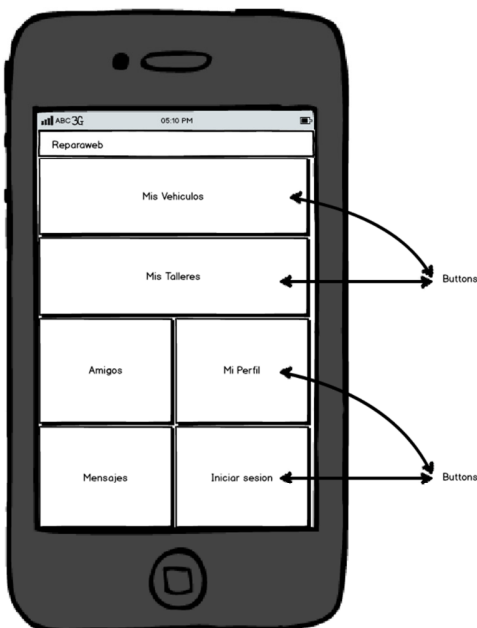 ABC 3G 05:10 PM
Reparaweb
Mis Vehiculos
Mis Talleres
Buttons
Amigos Mi Perfil
Mensajes Iniciar sesion
Buttons